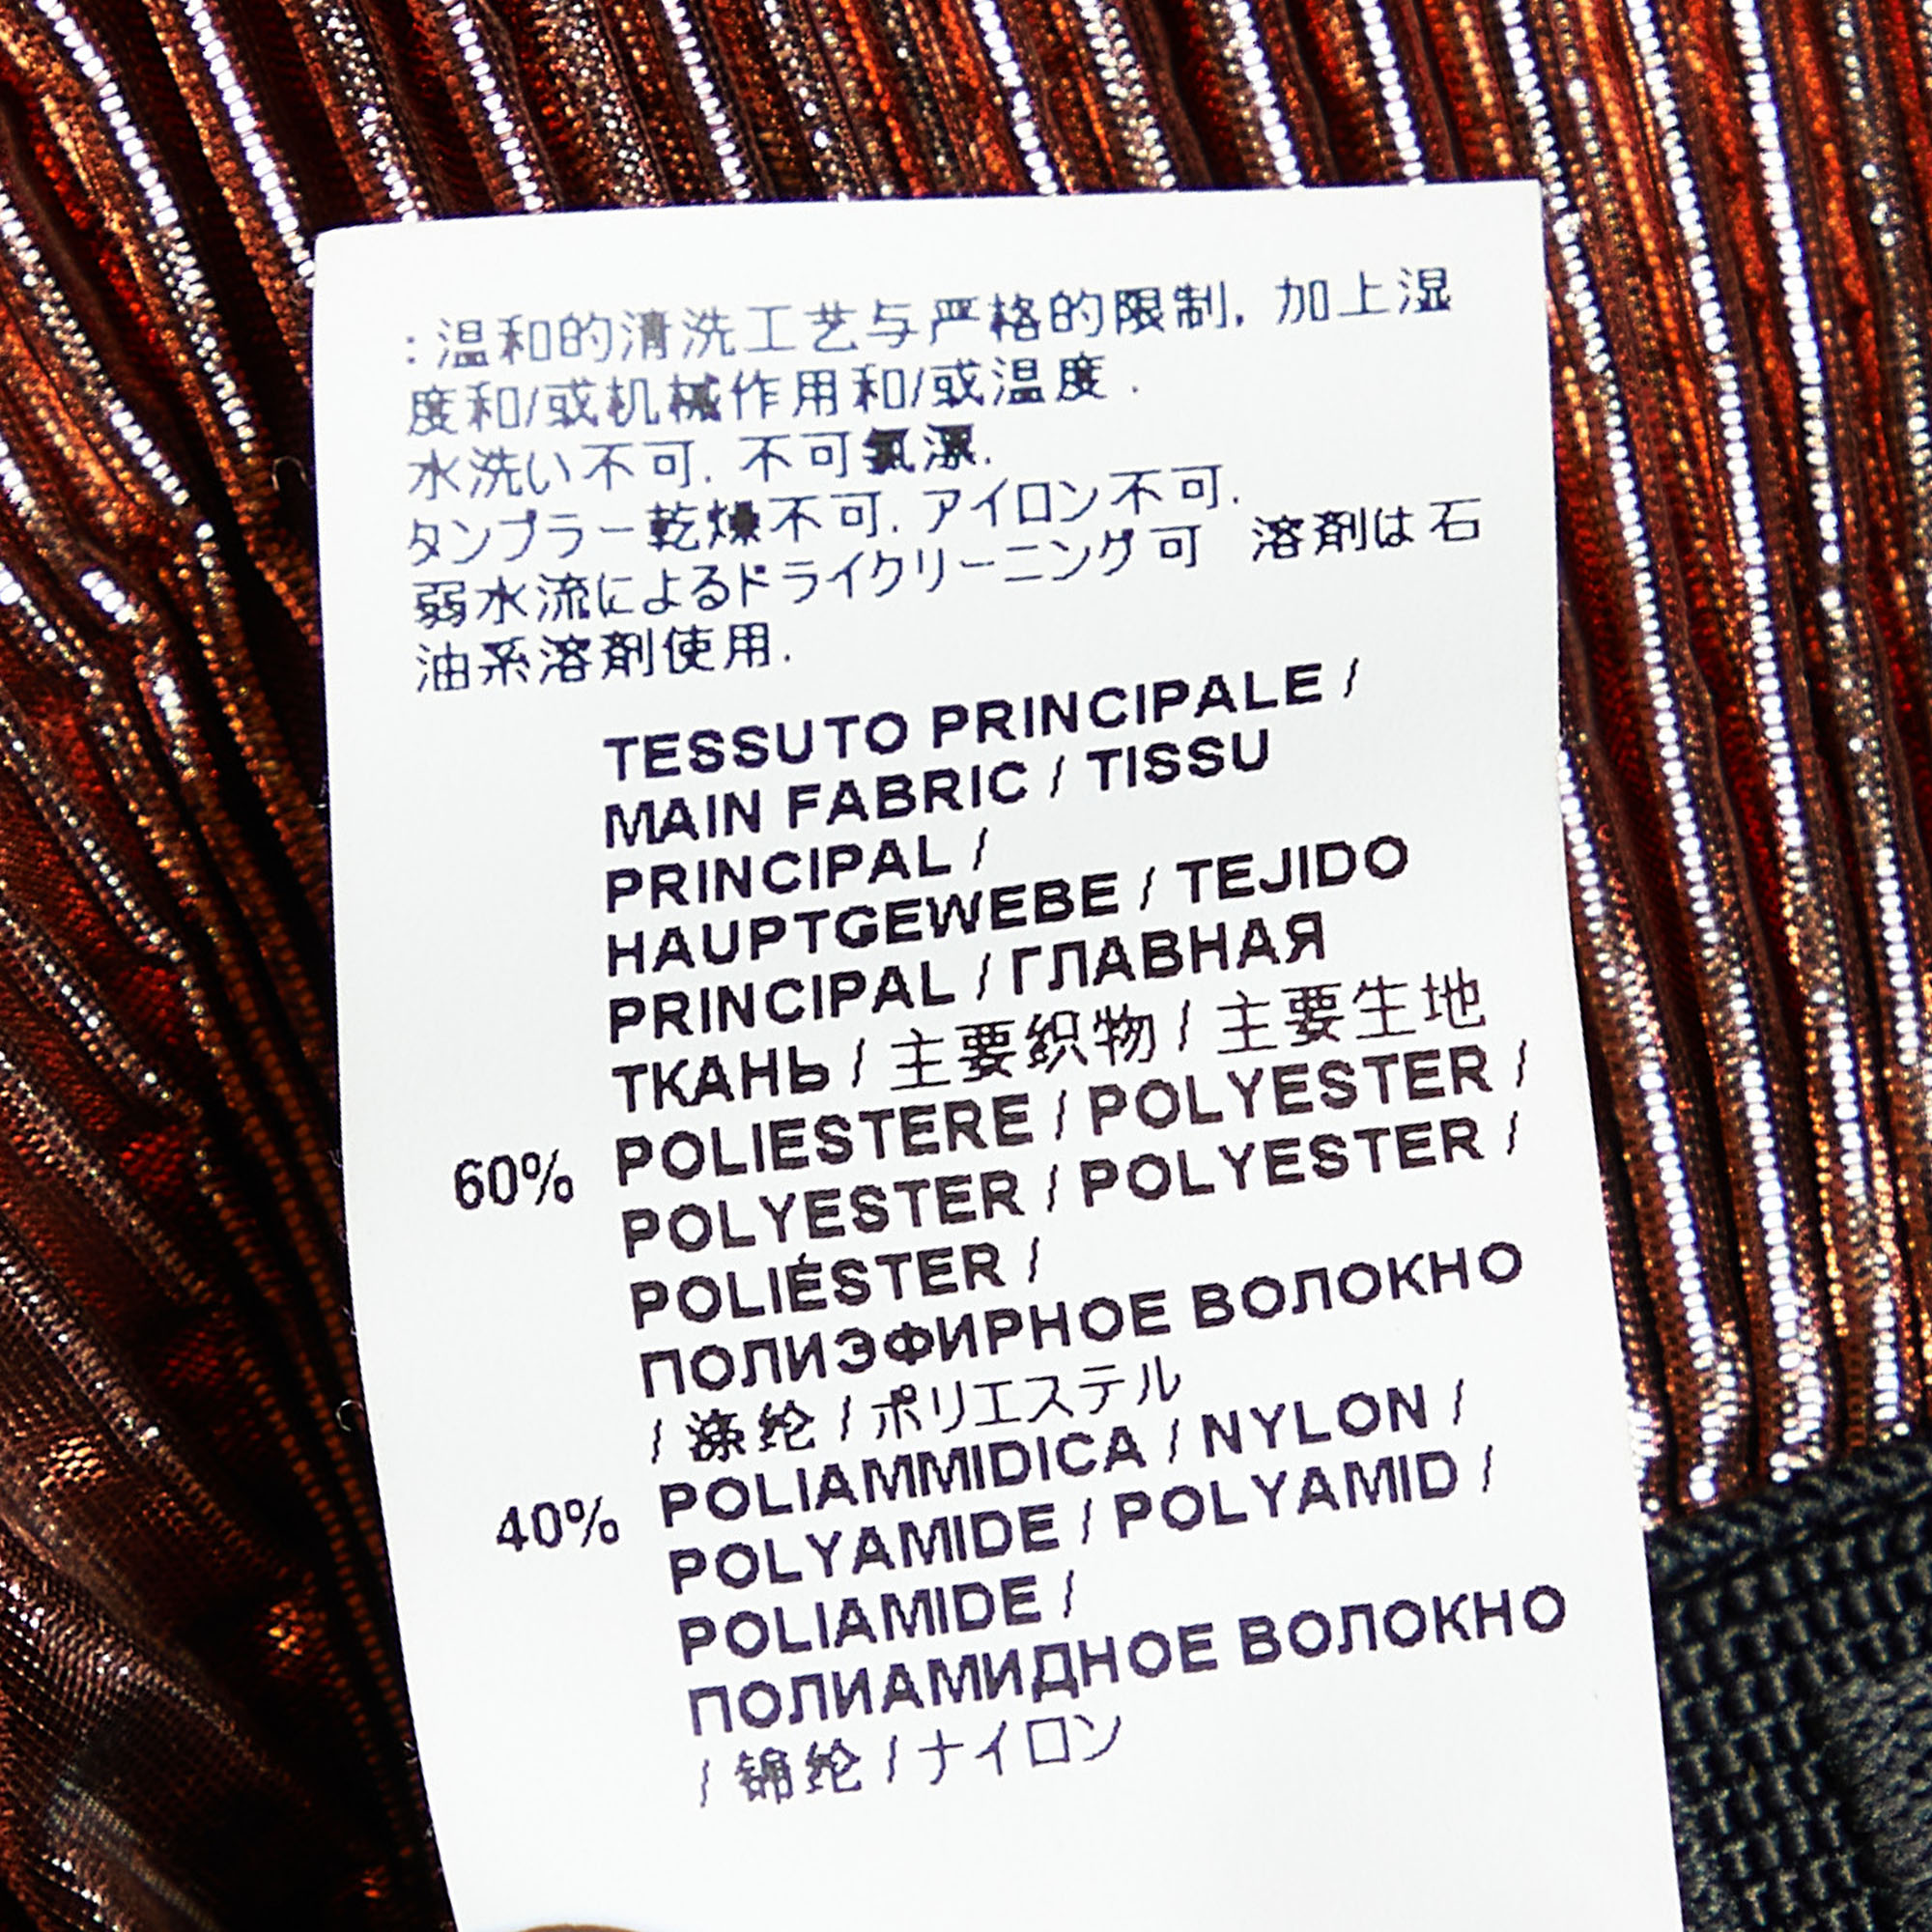 :温和的清洗工艺与严格的限制, 加上湿
度和/或机械作用和/或温度 .
水洗い不可. 不可氯漂.
タンブラー乾燥不可. アイロン不可.
弱水流によるドライクリーニング可 溶剤は石
油系溶剤使用.
TESSUTO PRINCIPALE /
MAIN FABRIC / TISSU
PRINCIPAL /
HAUPTGEWEBE / TEJIDO
PRINCIPAL / ГЛАВНАЯ
ТКАНЬ / 主要织物 / 主要生地
60% POLIESTERE / POLYESTER /
POLYESTER / POLYESTER /
POLIÉSTER /
ПОЛИЭФИРНОЕ ВОЛОКНО
/ 涤纶 / ポリエステル
40% POLIAMMIDICA / NYLON /
POLYAMIDE / POLYAMID /
POLIAMIDE /
ПОЛИАМИДНОЕ ВОЛОКНО
/ 锦纶 / ナイロン